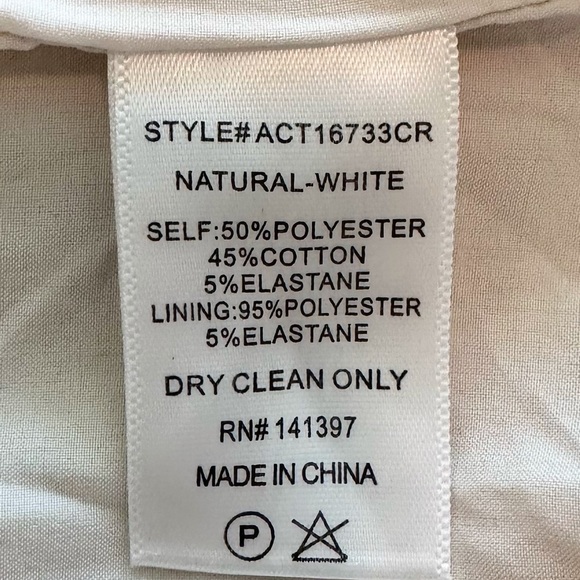 STYLE#ACT16733CR
NATURAL-WHITE
SELF:50%POLYESTER
45%COTTON
5%ELASTANE
LINING:95%POLYESTER
5%ELASTANE
DRY CLEAN ONLY
RN# 141397
MADE IN CHINA
P